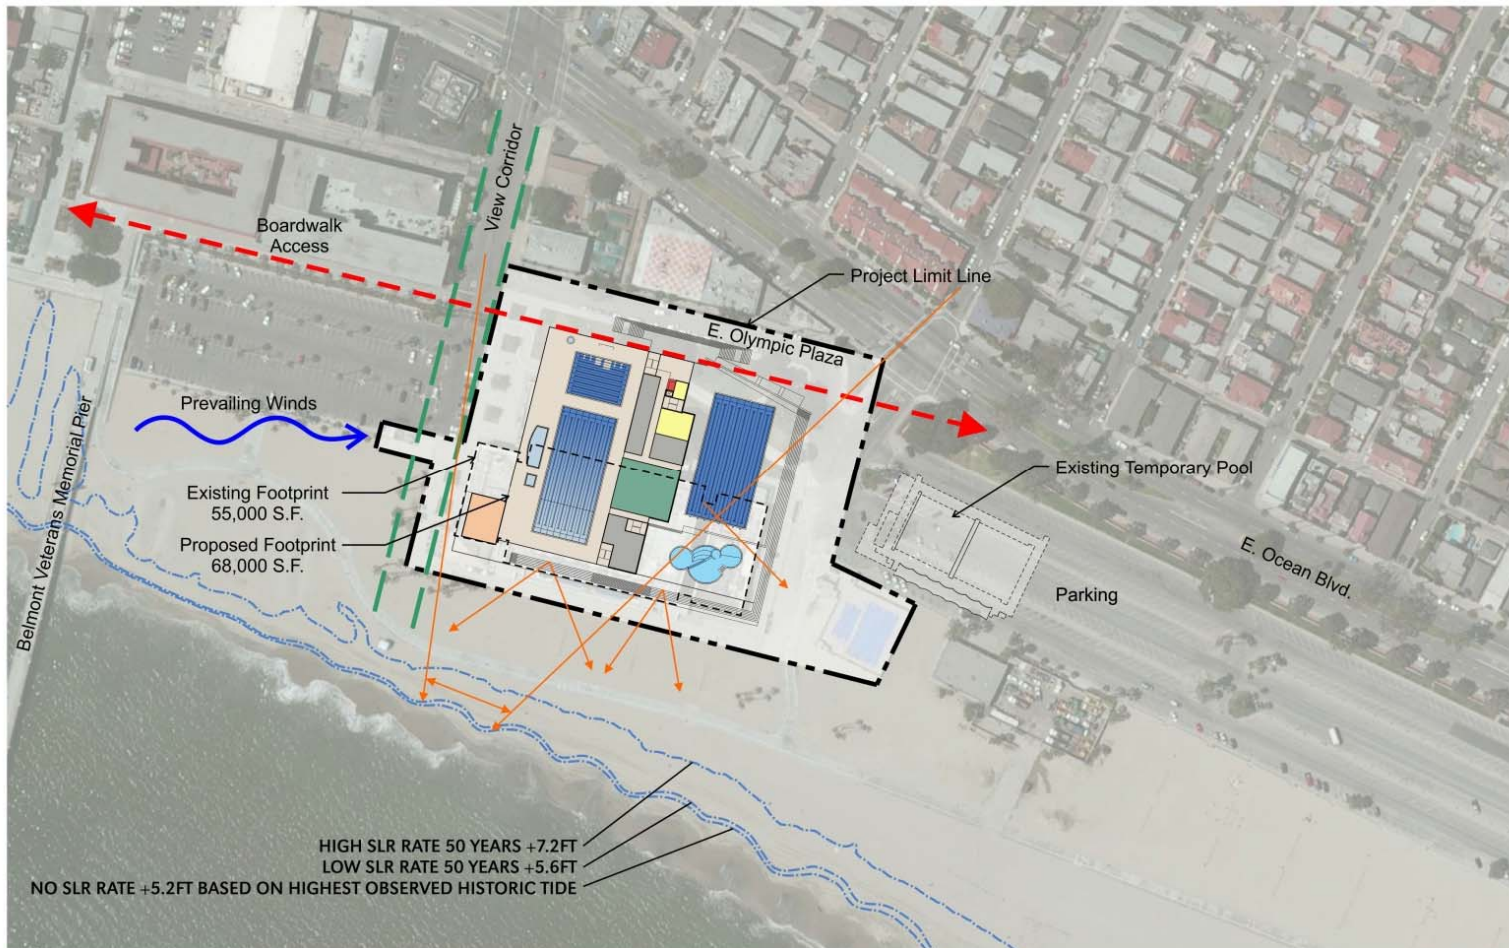 View Corridor
Boardwalk
Access
Project Limit Line
E. Olympic Plaza
Prevailing Winds
Belmont Veterans Memorial Pier
Existing Footprint
55,000 S.F.
Proposed Footprint
68,000 S.F.
Existing Temporary Pool
E. Ocean Blvd.
Parking
HIGH SLR RATE 50 YEARS +7.2FT
LOW SLR RATE 50 YEARS +5.6FT
NO SLR RATE +5.2FT BASED ON HIGHEST OBSERVED HISTORIC TIDE